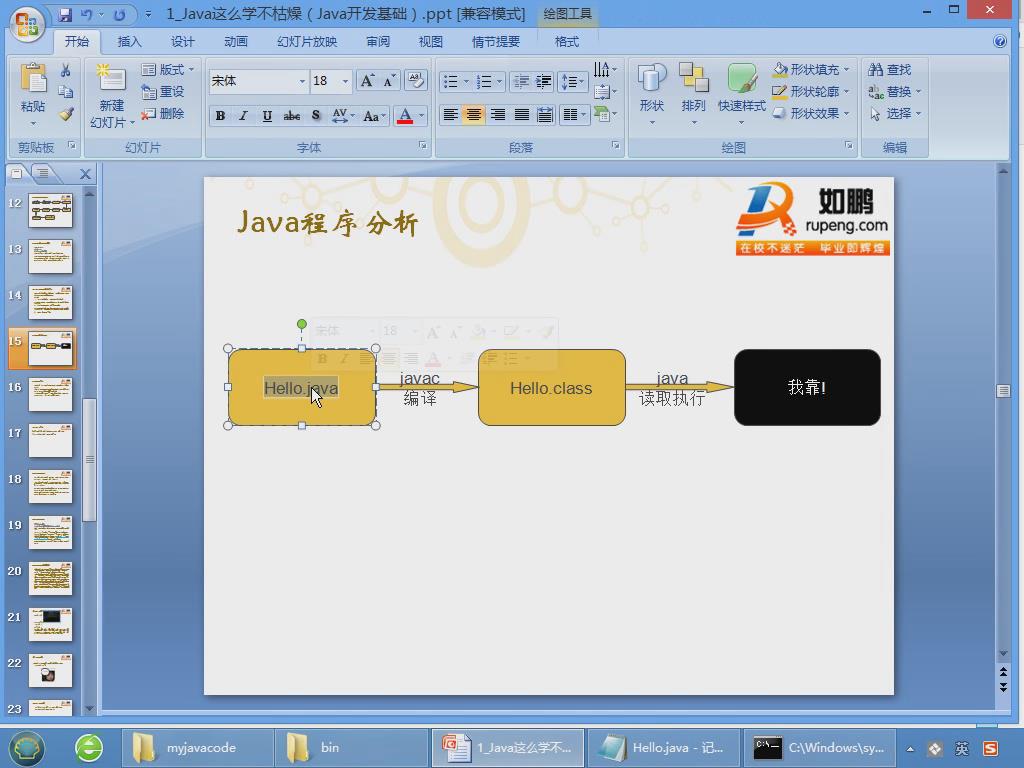 1_Java这么学不枯燥（Java开发基础）.ppt [兼容模式]
绘图工具
开始
插入
设计
动画
幻灯片放映
审阅
视图
情节提要
格式
粘贴
剪贴板
新建
幻灯片
版式
重设
删除
幻灯片
宋体
18
B I U abe S AV Aa A
字体
段落
形状
排列
快速样式
形状填充
形状轮廓
形状效果
绘图
查找
替换
选择
编辑
12
13
14
15
16
17
18
19
20
21
22
23
Java程序分析
如鹏
rupeng.com
在校不迷茫 毕业即辉煌
宋体 18
Hello.java
javac
编译
Hello.class
java
读取执行
我靠!
myjavacode
bin
1_Java这么学不...
Hello.java - 记...
C:\Windows\sy...
英